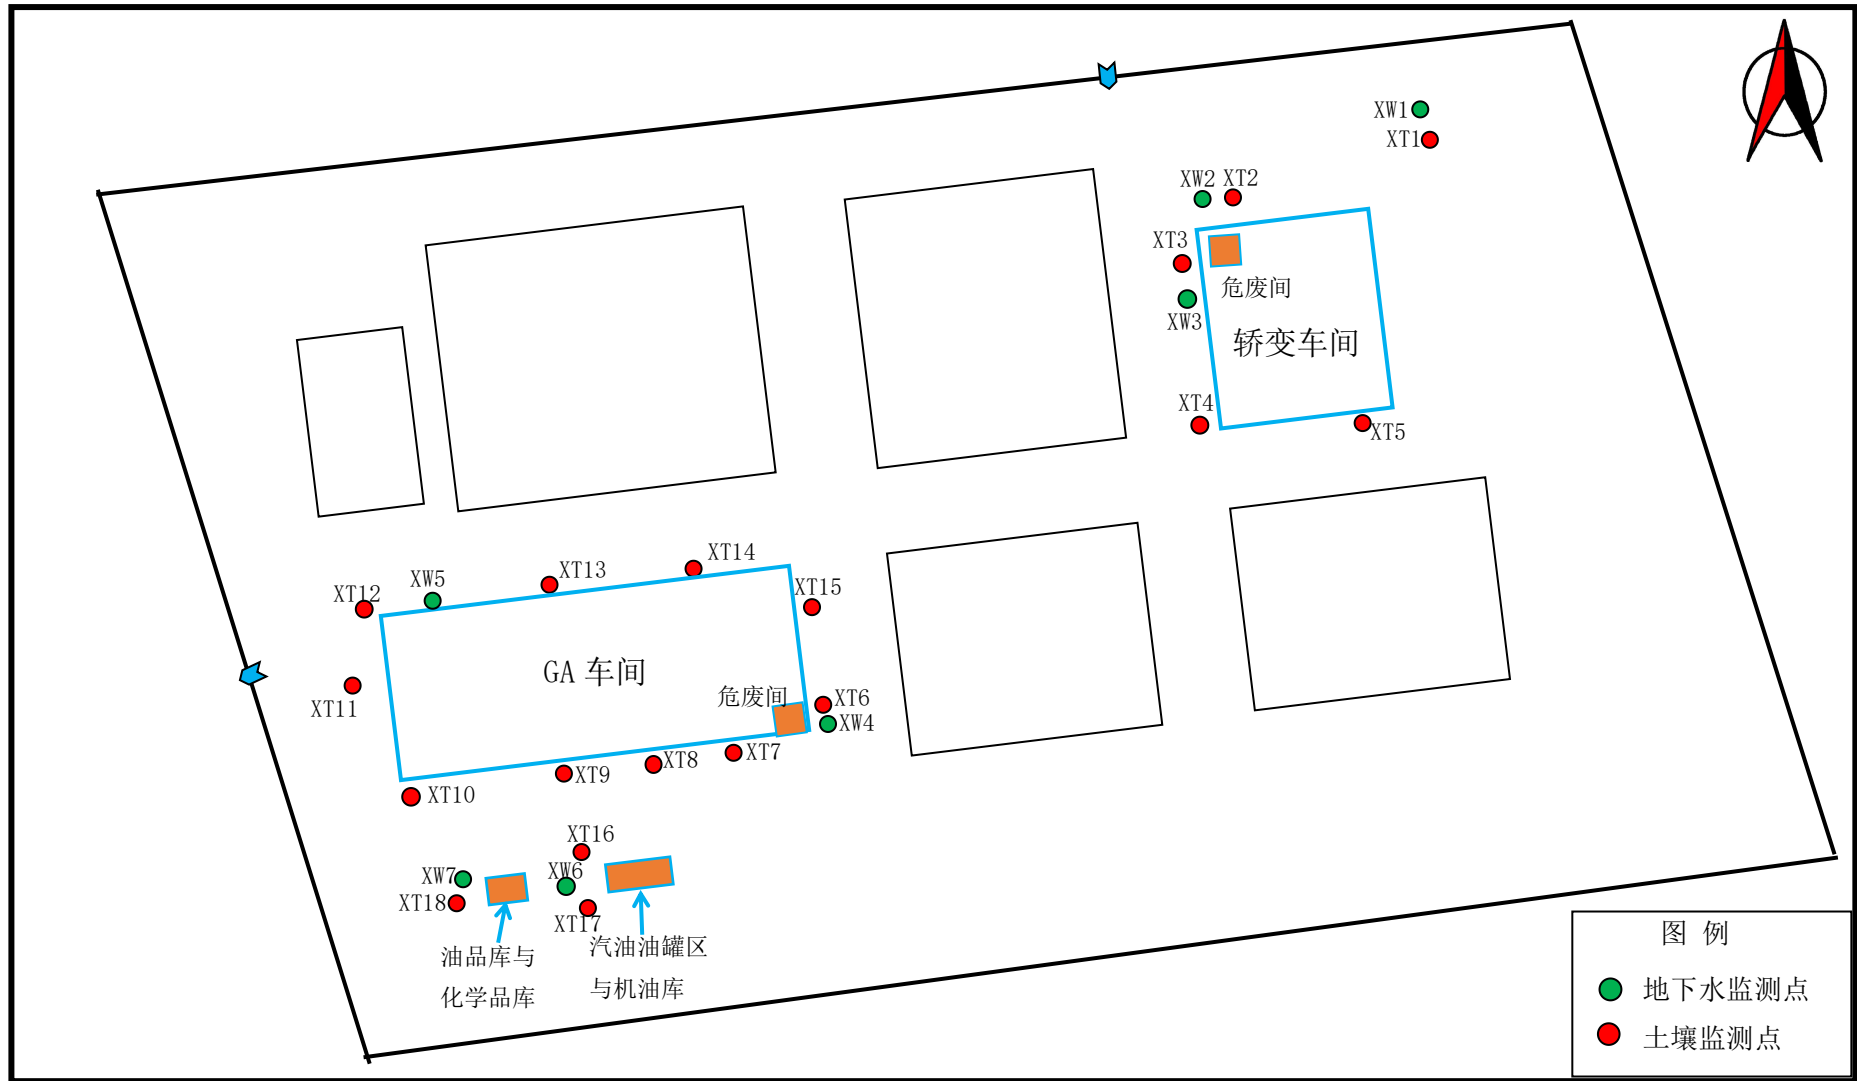 XW1
XT1
XW2 XT2
XT3
危废间
XW3
轿变车间
XT4
XT5
XT14
XT13
XW5
XT12
XT15
GA 车间
危废间
XT6
XW4
XT11
XT7
XT8
XT9
XT10
XT16
XW6
XW7
XT18
XT17
油品库与
化学品库
汽油油罐区
与机油库
图 例
地下水监测点
土壤监测点